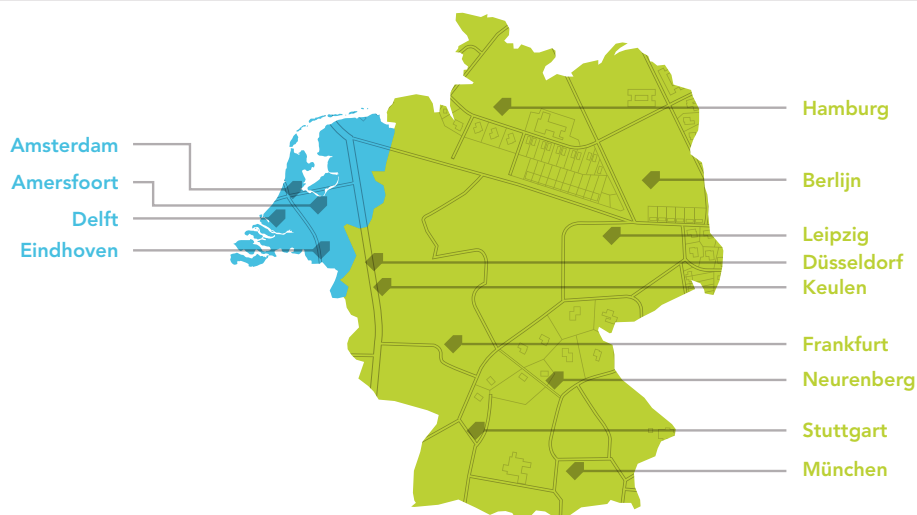 Amsterdam
Amersfoort
Delft
Eindhoven
Hamburg
Berlijn
Leipzig
Düsseldorf
Keulen
Frankfurt
Neurenberg
Stuttgart
München